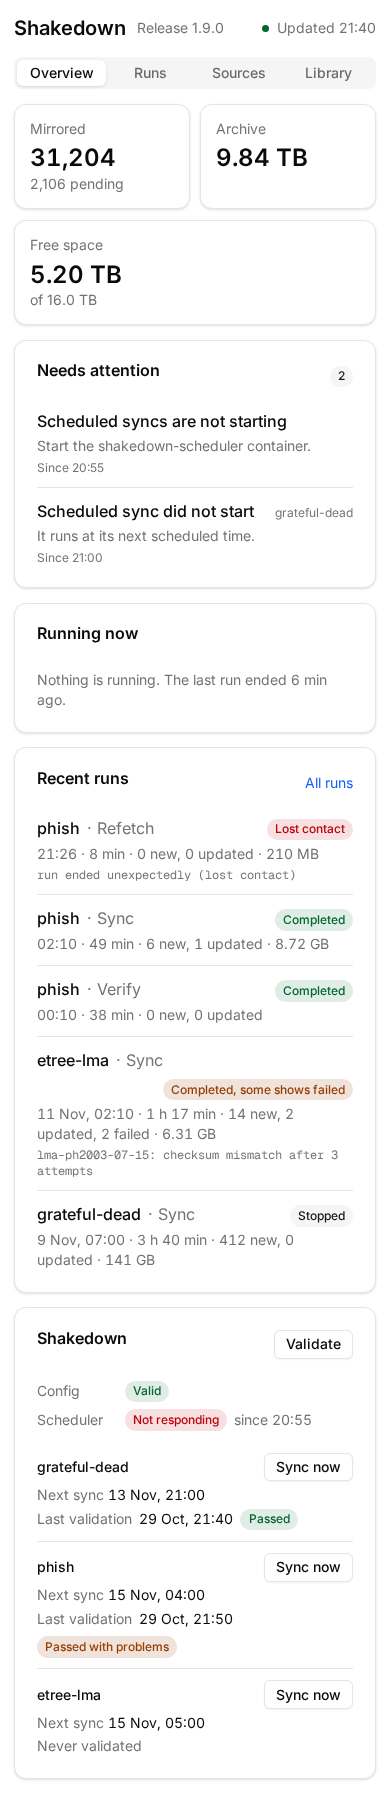 Shakedown Release 1.9.0 Updated 21:40
Overview Runs Sources Library
Mirrored
31,204
2,106 pending
Archive
9.84 TB
Free space
5.20 TB
of 16.0 TB
Needs attention 2
Scheduled syncs are not starting
Start the shakedown-scheduler container.
Since 20:55
Scheduled sync did not start grateful-dead
It runs at its next scheduled time.
Since 21:00
Running now
Nothing is running. The last run ended 6 min
ago.
Recent runs All runs
phish · Refetch Lost contact
21:26 · 8 min · 0 new, 0 updated · 210 MB
run ended unexpectedly (lost contact)
phish · Sync Completed
02:10 · 49 min · 6 new, 1 updated · 8.72 GB
phish · Verify Completed
00:10 · 38 min · 0 new, 0 updated
etree-lma · Sync
Completed, some shows failed
11 Nov, 02:10 · 1 h 17 min · 14 new, 2
updated, 2 failed · 6.31 GB
lma-ph2003-07-15: checksum mismatch after 3
attempts
grateful-dead · Sync Stopped
9 Nov, 07:00 · 3 h 40 min · 412 new, 0
updated · 141 GB
Shakedown Validate
Config Valid
Scheduler Not responding since 20:55
grateful-dead Sync now
Next sync 13 Nov, 21:00
Last validation 29 Oct, 21:40 Passed
phish Sync now
Next sync 15 Nov, 04:00
Last validation 29 Oct, 21:50
Passed with problems
etree-lma Sync now
Next sync 15 Nov, 05:00
Never validated